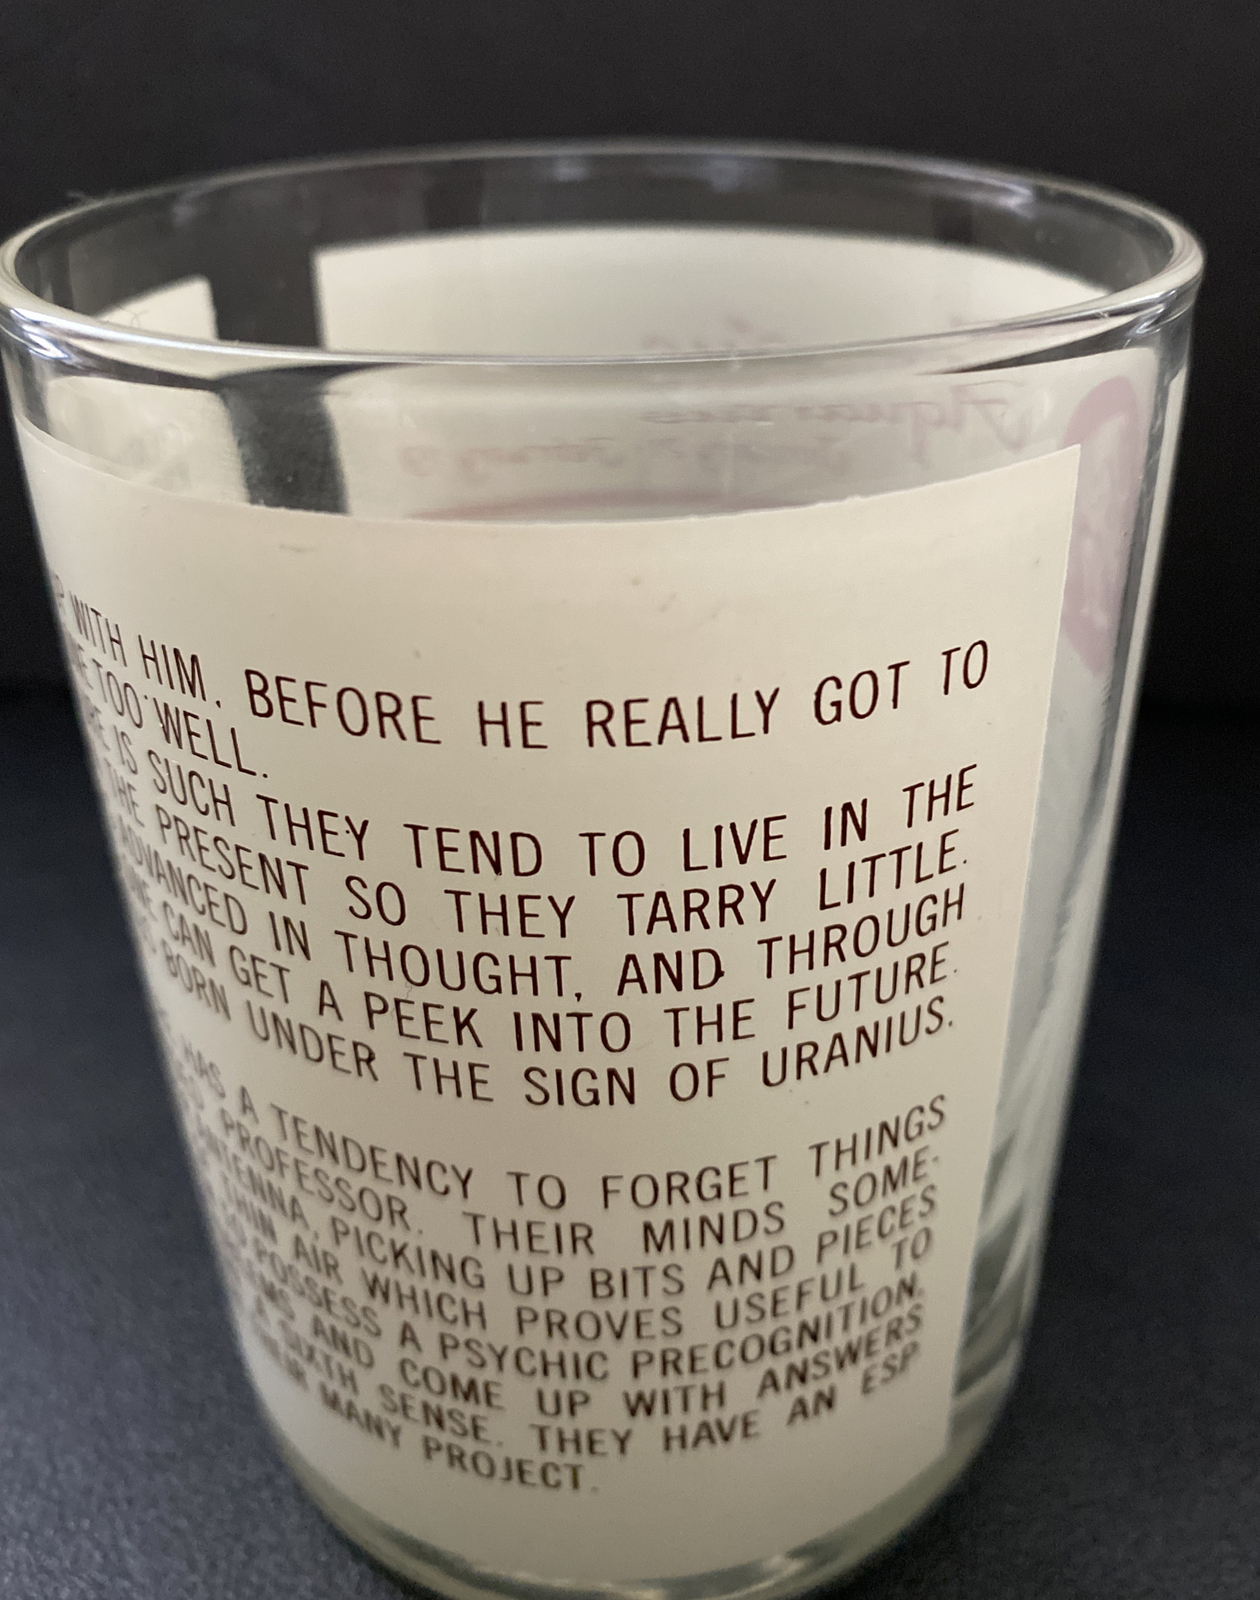 WITH HIM. BEFORE HE REALLY GOT TO
TOO WELL.
IS SUCH THEY TEND TO LIVE IN THE
THE PRESENT SO THEY TARRY LITTLE.
ADVANCED IN THOUGHT, AND THROUGH
CAN GET A PEEK INTO THE FUTURE.
BORN UNDER THE SIGN OF URANIUS.
HAS A TENDENCY TO FORGET THINGS
PROFESSOR. THEIR MINDS SOME-
ANTENNA, PICKING UP BITS AND PIECES
THIN AIR WHICH PROVES USEFUL TO
POSSESS A PSYCHIC PRECOGNITION.
AND COME UP WITH ANSWERS
A SIXTH SENSE. THEY HAVE AN ESP
MANY PROJECT.
Aquarius